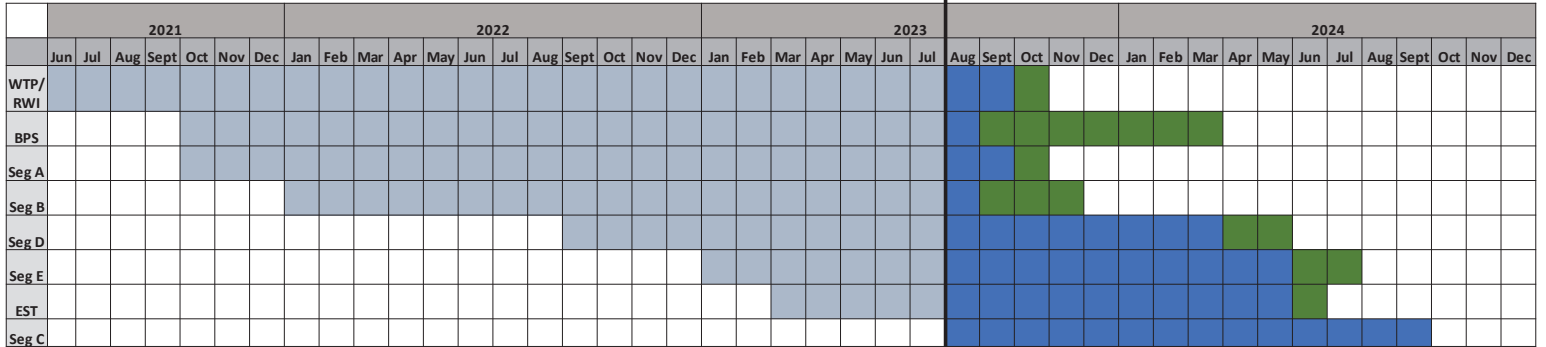 2021 2022 2023 2024
Jun Jul Aug Sept Oct Nov Dec Jan Feb Mar Apr May Jun Jul Aug Sept Oct Nov Dec Jan Feb Mar Apr May Jun Jul Aug Sept Oct Nov Dec Jan Feb Mar Apr May Jun Jul Aug Sept Oct Nov Dec
WTP/
RWI
BPS
Seg A
Seg B
Seg D
Seg E
EST
Seg C